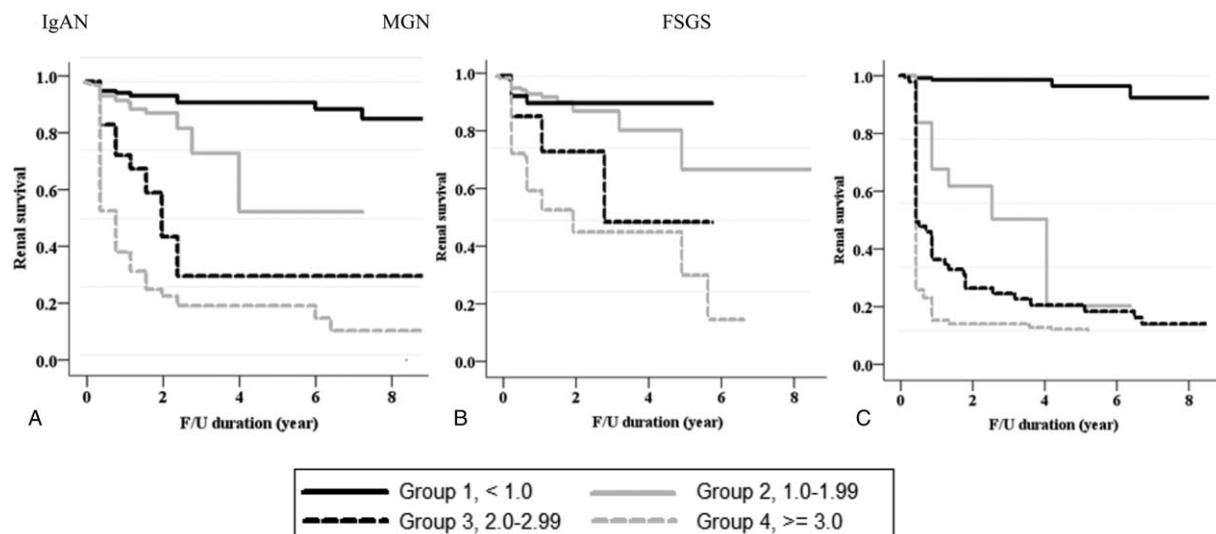 IgAN MGN FSGS
Renal survival
1.0
0.8
0.6
0.4
0.2
0.0
0 2 4 6 8
F/U duration (year)
A
Renal survival
1.0
0.8
0.6
0.4
0.2
0.0
0 2 4 6 8
F/U duration (year)
B
Renal survival
1.0
0.8
0.6
0.4
0.2
0.0
0 2 4 6 8
F/U duration (year)
C
Group 1, < 1.0 Group 2, 1.0-1.99
Group 3, 2.0-2.99 Group 4, >= 3.0